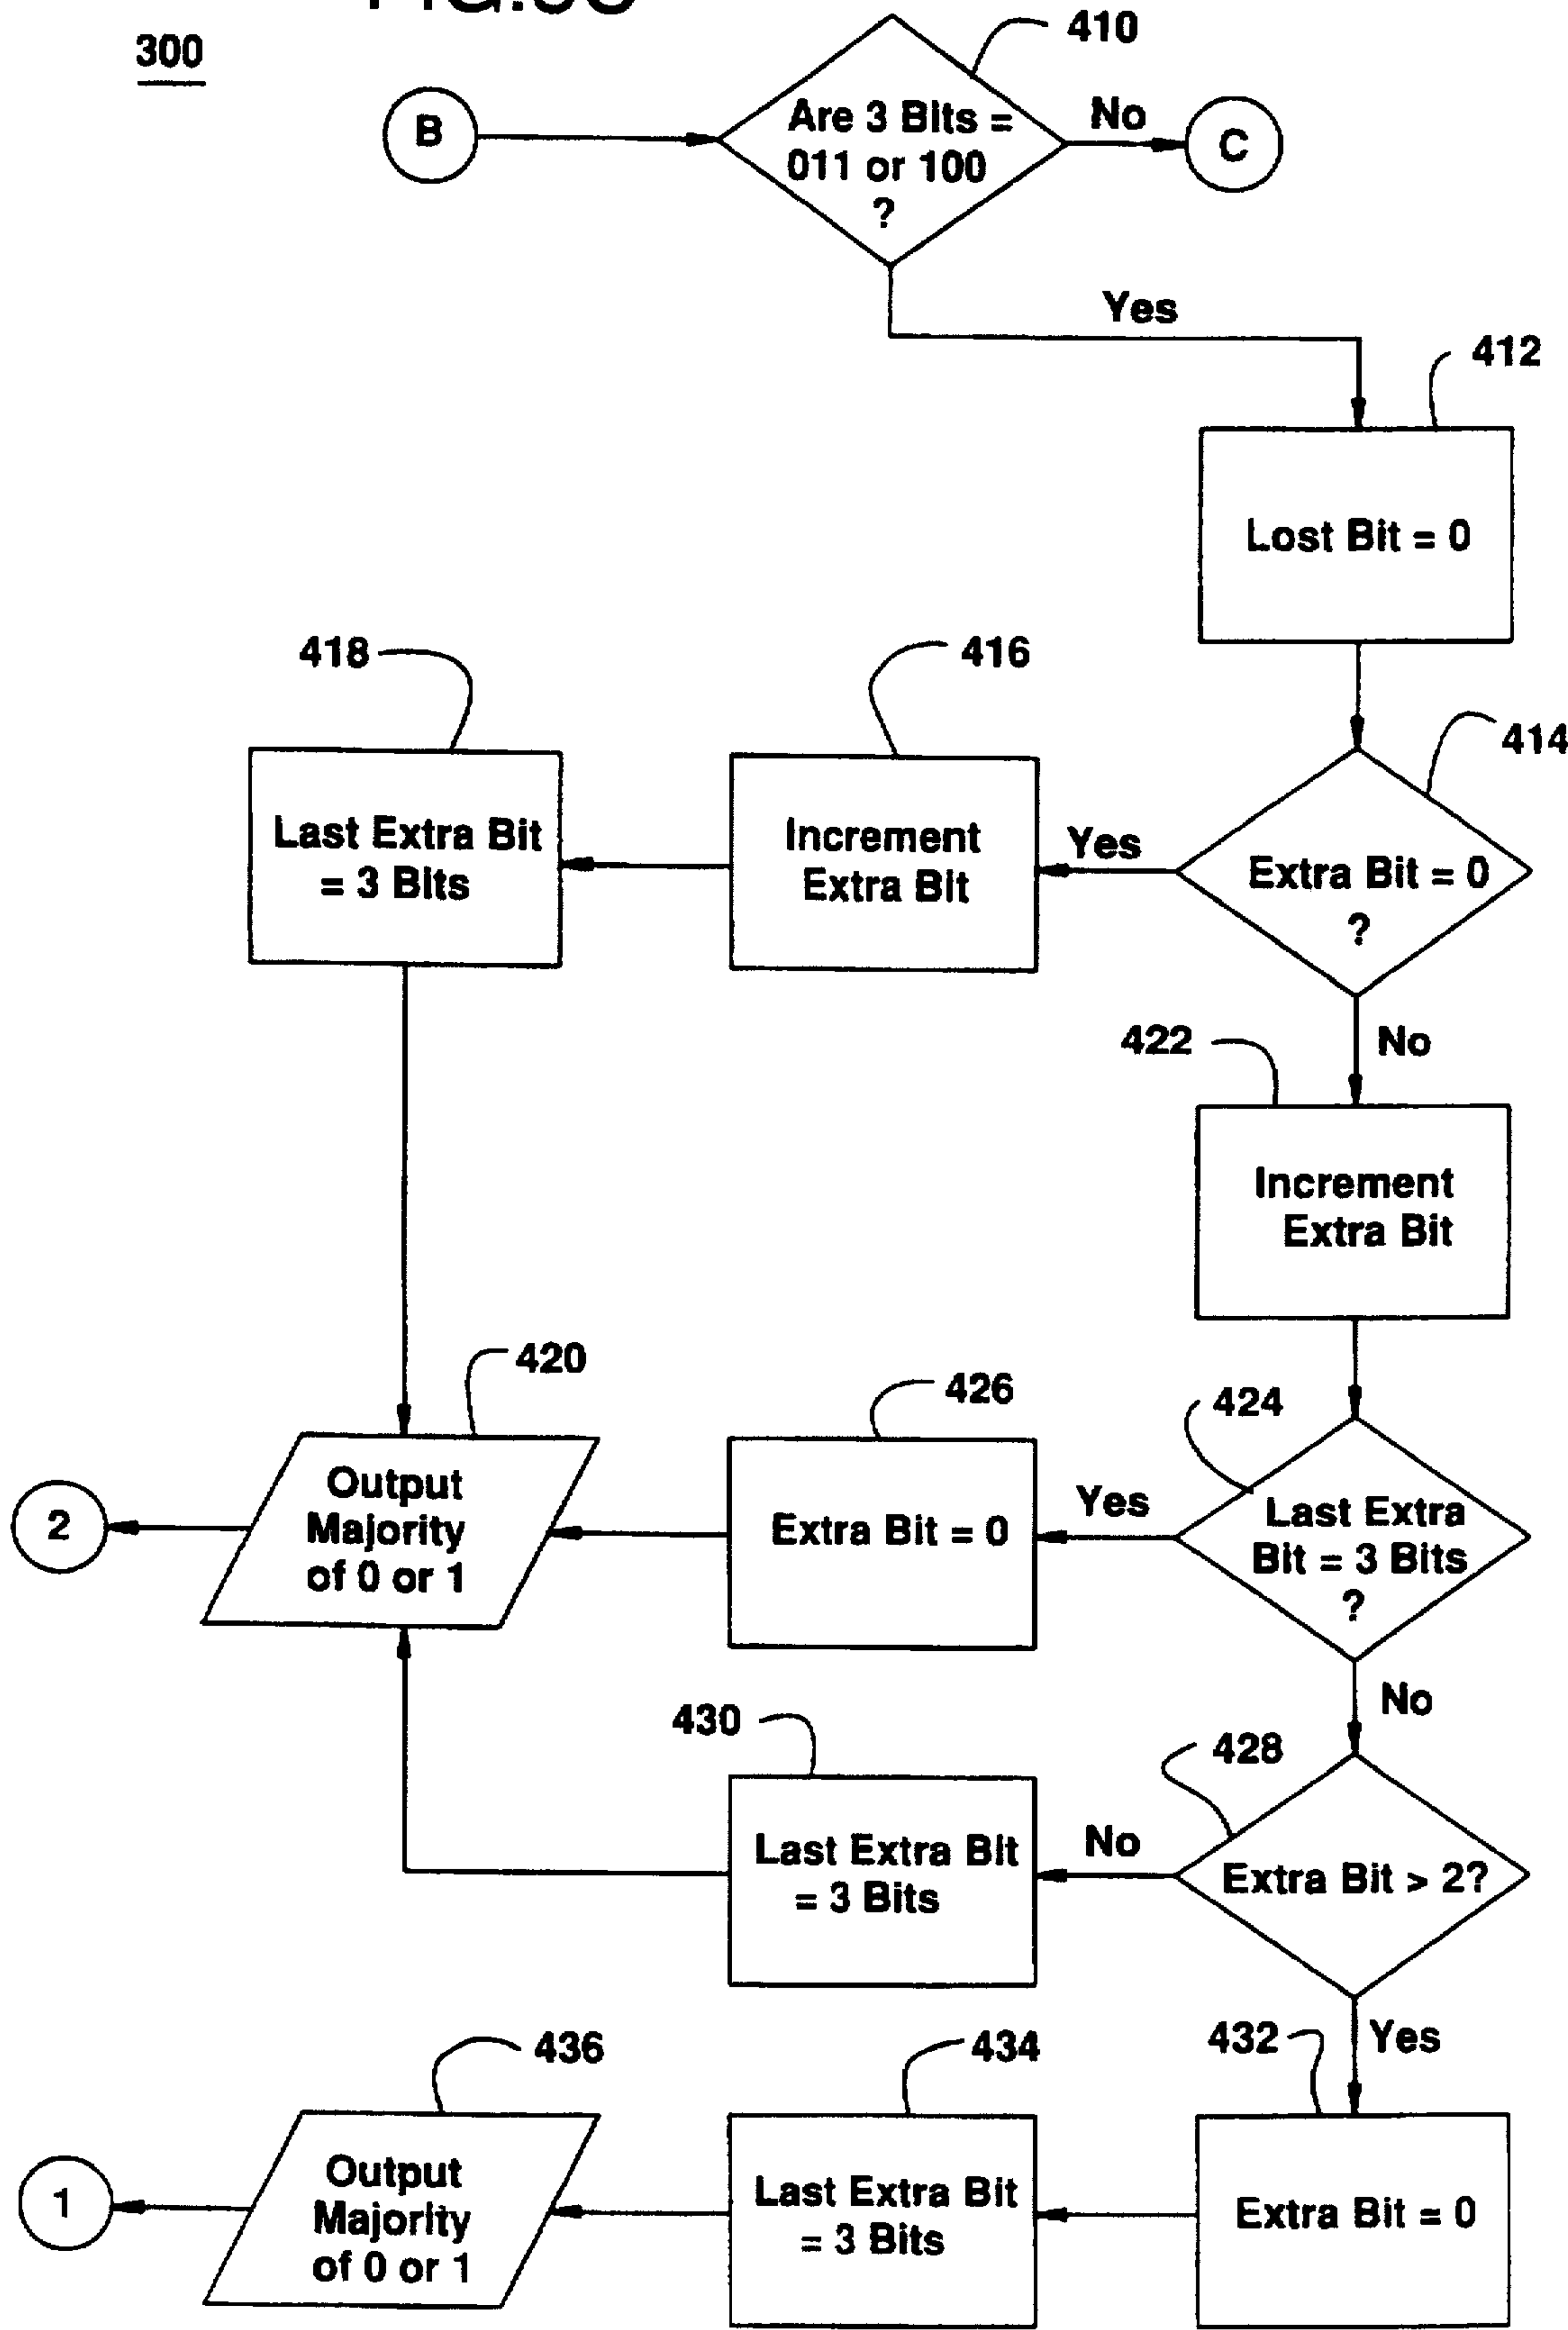 300
410
B
Are 3 Bits =
011 or 100
?
No
C
Yes
412
Lost Bit = 0
418
416
414
Last Extra Bit
= 3 Bits
Increment
Extra Bit
Yes
Extra Bit = 0
?
422
No
Increment
Extra Bit
420
426
424
2
Output
Majority
of 0 or 1
Extra Bit = 0
Yes
Last Extra
Bit = 3 Bits
?
No
430
428
Last Extra Bit
= 3 Bits
No
Extra Bit > 2?
436
434
432
Yes
1
Output
Majority
of 0 or 1
Last Extra Bit
= 3 Bits
Extra Bit = 0